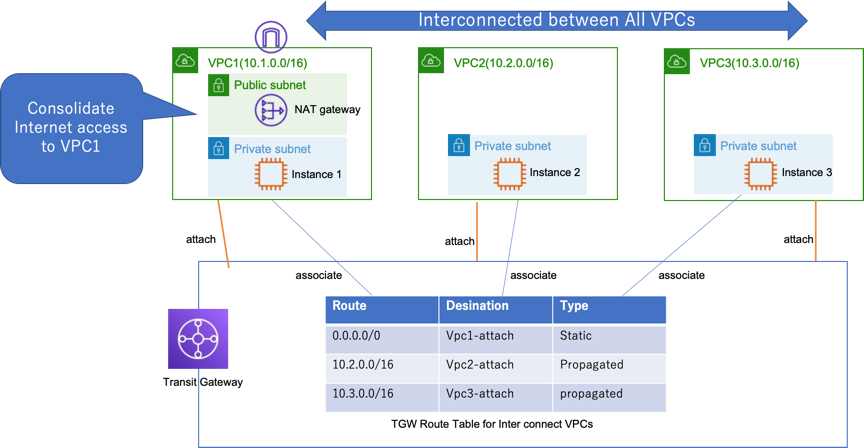 Interconnected between All VPCs
VPC1(10.1.0.0/16)
Public subnet
NAT gateway
Private subnet
Instance 1
VPC2(10.2.0.0/16)
Private subnet
Instance 2
VPC3(10.3.0.0/16)
Private subnet
Instance 3
Consolidate
Internet access
to VPC1
attach
attach
attach
associate
associate
associate
Route Desination Type
0.0.0.0/0 Vpc1-attach Static
10.2.0.0/16 Vpc2-attach Propagated
10.3.0.0/16 Vpc3-attach propagated
Transit Gateway
TGW Route Table for Inter connect VPCs